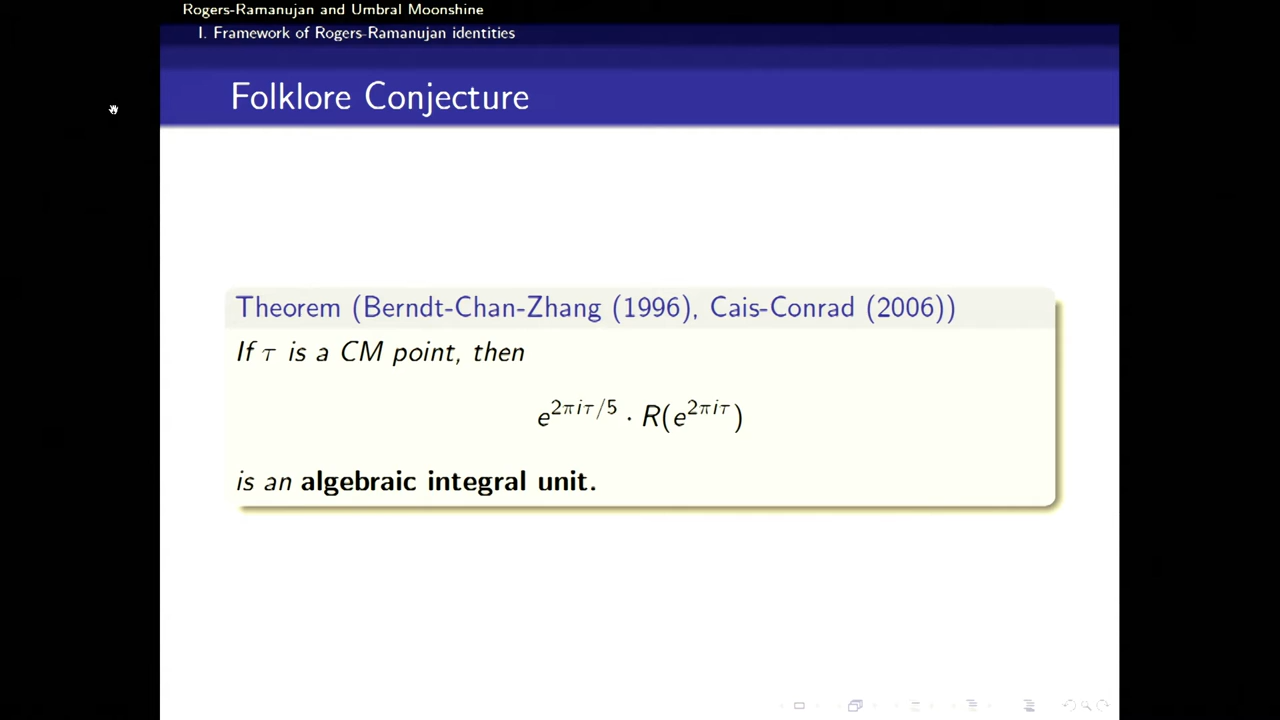 Rogers-Ramanujan and Umbral Moonshine
I. Framework of Rogers-Ramanujan identities
Folklore Conjecture
Theorem (Berndt-Chan-Zhang (1996), Cais-Conrad (2006))
If τ is a CM point, then
e^{2πiτ/5} · R(e^{2πiτ})
is an algebraic integral unit.